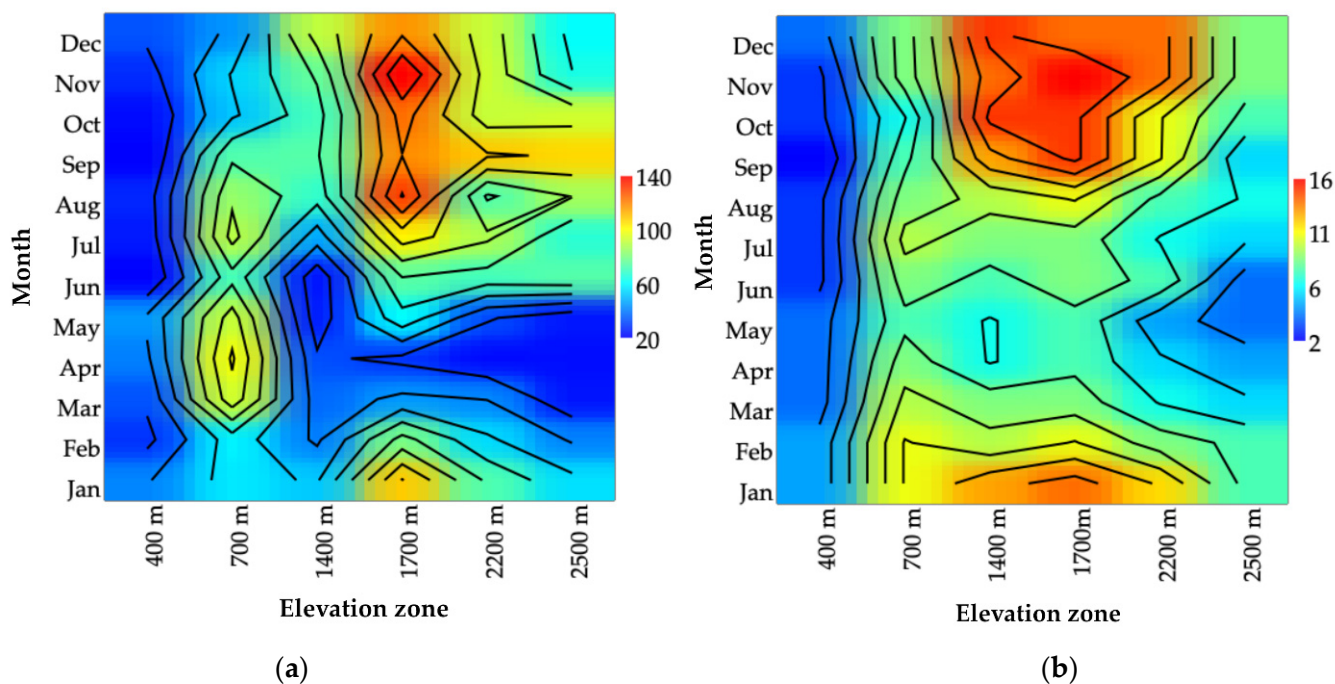 Dec
Nov
Oct
Sep
Aug
Jul
Jun
May
Apr
Mar
Feb
Jan
Month
400 m
700 m
1400 m
1700 m
2200 m
2500 m
Elevation zone
140
100
60
20
(a)
Dec
Nov
Oct
Sep
Aug
Jul
Jun
May
Apr
Mar
Feb
Jan
Month
400 m
700 m
1400 m
1700m
2200 m
2500 m
Elevation zone
16
11
6
2
(b)